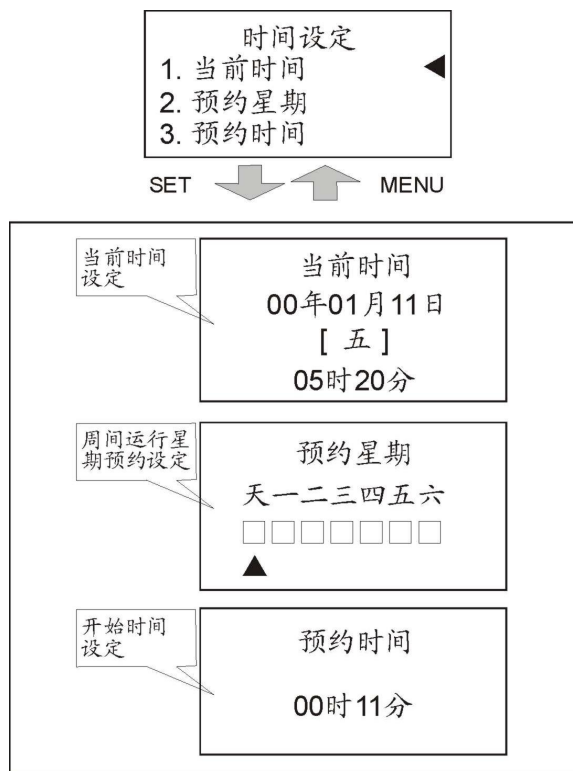 时间设定
1. 当前时间
2. 预约星期
3. 预约时间
SET MENU
当前时间
设定
当前时间
00年01月11日
[ 五 ]
05时20分
周间运行星
期预约设定
预约星期
天一二三四五六
开始时间
设定
预约时间
00时11分